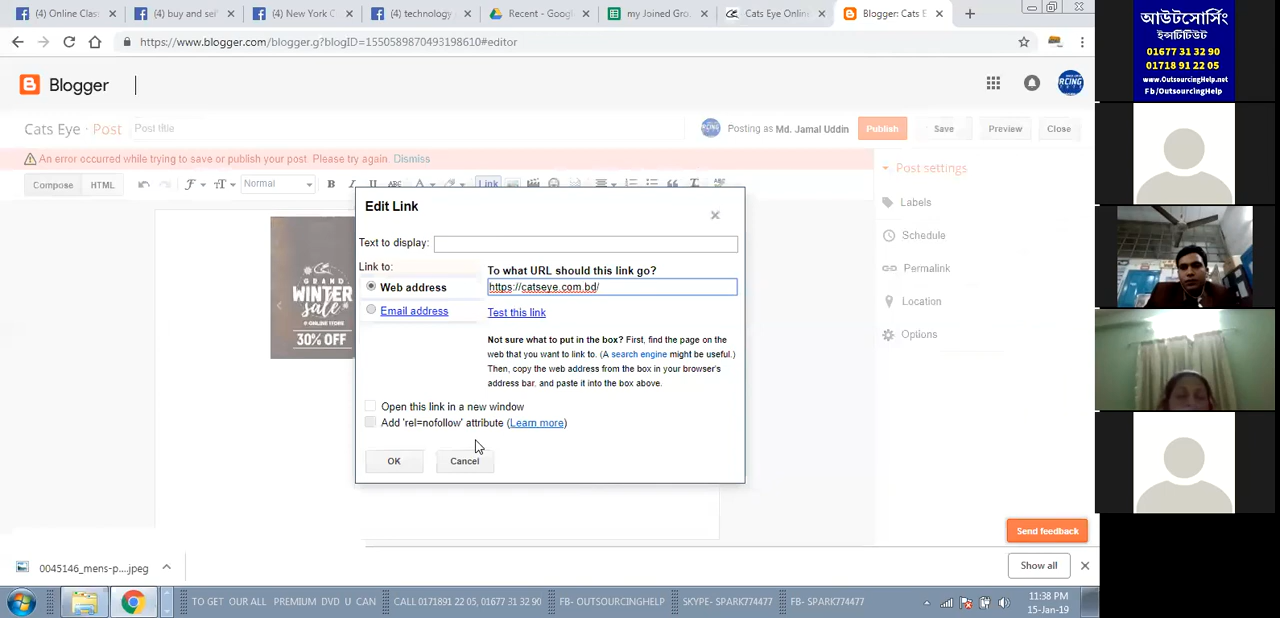 (4) Online Class
(4) buy and sel
(4) New York C
(4) technology
Recent - Goog
my Joined Gro
Cats Eye Online
Blogger: Cats E
https://www.blogger.com/blogger.g?blogID=1550589870493198610#editor
Blogger
Cats Eye · Post
Post title
Posting as Md. Jamal Uddin
Publish
Save
Preview
Close
An error occurred while trying to save or publish your post. Please try again. Dismiss
Compose
HTML
Normal
Link
Post settings
Labels
Schedule
Permalink
Location
Options
GRAND
WINTER
sale
@ ONLINE STORE
30% OFF
Edit Link
Text to display:
Link to:
Web address
Email address
To what URL should this link go?
https://catseye.com.bd/
Test this link
Not sure what to put in the box? First, find the page on the
web that you want to link to. (A search engine might be useful.)
Then, copy the web address from the box in your browser's
address bar, and paste it into the box above.
Open this link in a new window
Add 'rel=nofollow' attribute (Learn more)
OK
Cancel
Send feedback
0045146_mens-p....jpeg
Show all
TO GET OUR ALL PREMIUM DVD U CAN
CALL 0171891 22 05, 01677 31 32 90
FB- OUTSOURCINGHELP
SKYPE- SPARK774477
FB- SPARK774477
11:38 PM
15-Jan-19
আউটসোর্সিং
ইন্সটিটিউট
01677 31 32 90
01718 91 22 05
www.OutsourcingHelp.net
Fb/OutsourcingHelp